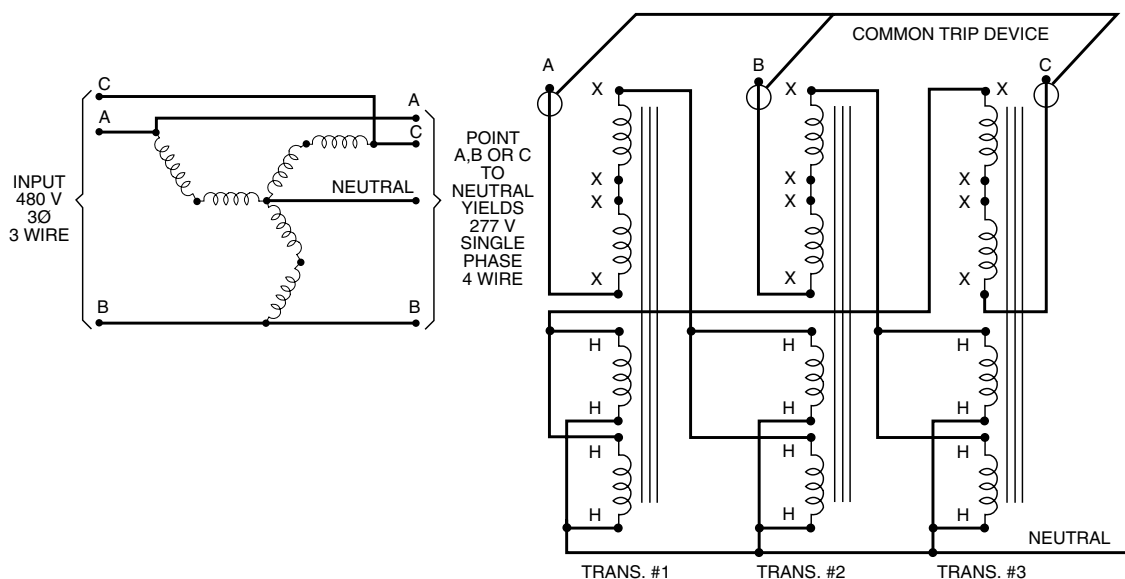 C
A
INPUT
480 V
3Ø
3 WIRE
B
A
C
NEUTRAL
B
POINT
A,B OR C
TO
NEUTRAL
YIELDS
277 V
SINGLE
PHASE
4 WIRE
COMMON TRIP DEVICE
A
B
C
X
X
X
X
X
X
X
X
X
X
X
X
H
H
H
H
H
H
H
H
H
H
H
H
NEUTRAL
TRANS. #1
TRANS. #2
TRANS. #3